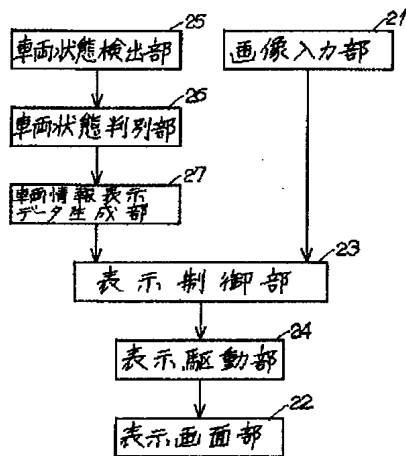 25
車両状態検出部
21
画像入力部
26
車両状態判別部
27
車両情報表示
データ生成部
23
表示制御部
24
表示駆動部
22
表示画面部